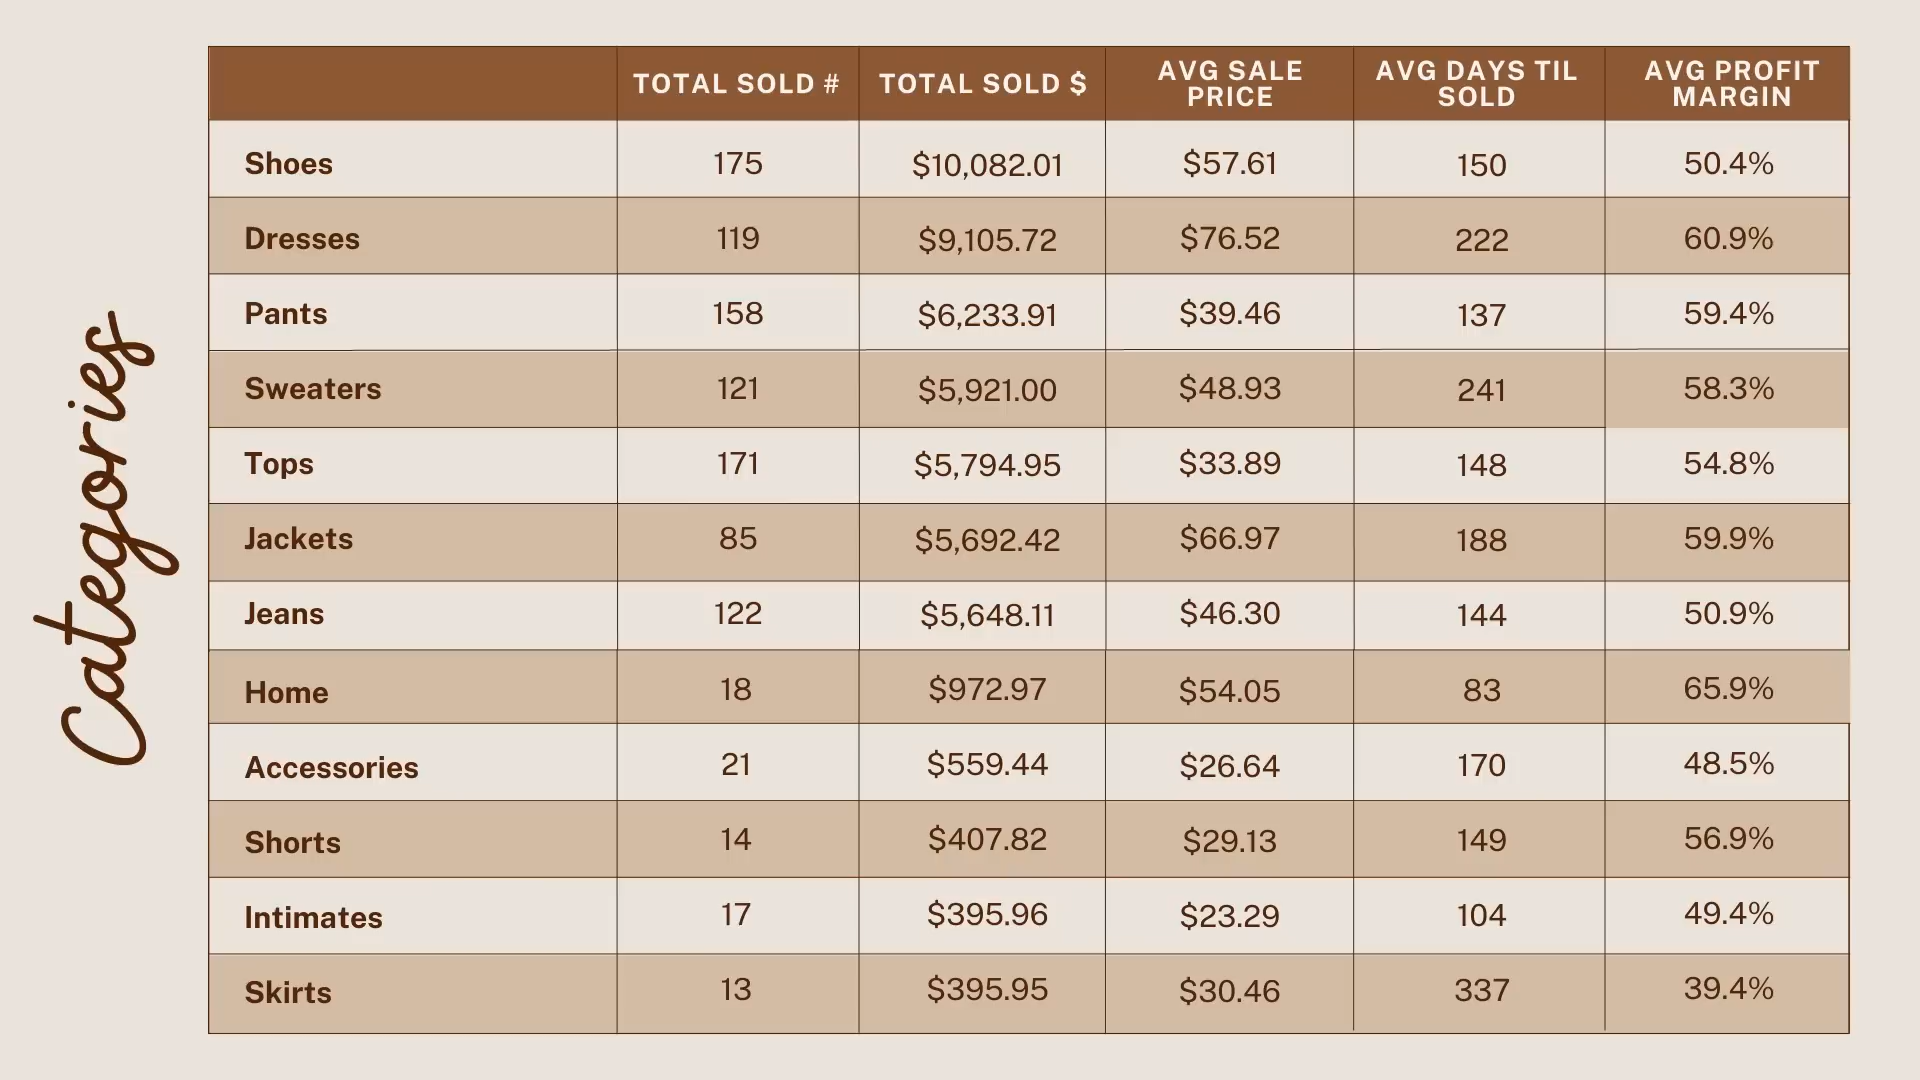 Categories
TOTAL SOLD # TOTAL SOLD $ AVG SALE PRICE AVG DAYS TIL SOLD AVG PROFIT MARGIN
Shoes 175 $10,082.01 $57.61 150 50.4%
Dresses 119 $9,105.72 $76.52 222 60.9%
Pants 158 $6,233.91 $39.46 137 59.4%
Sweaters 121 $5,921.00 $48.93 241 58.3%
Tops 171 $5,794.95 $33.89 148 54.8%
Jackets 85 $5,692.42 $66.97 188 59.9%
Jeans 122 $5,648.11 $46.30 144 50.9%
Home 18 $972.97 $54.05 83 65.9%
Accessories 21 $559.44 $26.64 170 48.5%
Shorts 14 $407.82 $29.13 149 56.9%
Intimates 17 $395.96 $23.29 104 49.4%
Skirts 13 $395.95 $30.46 337 39.4%